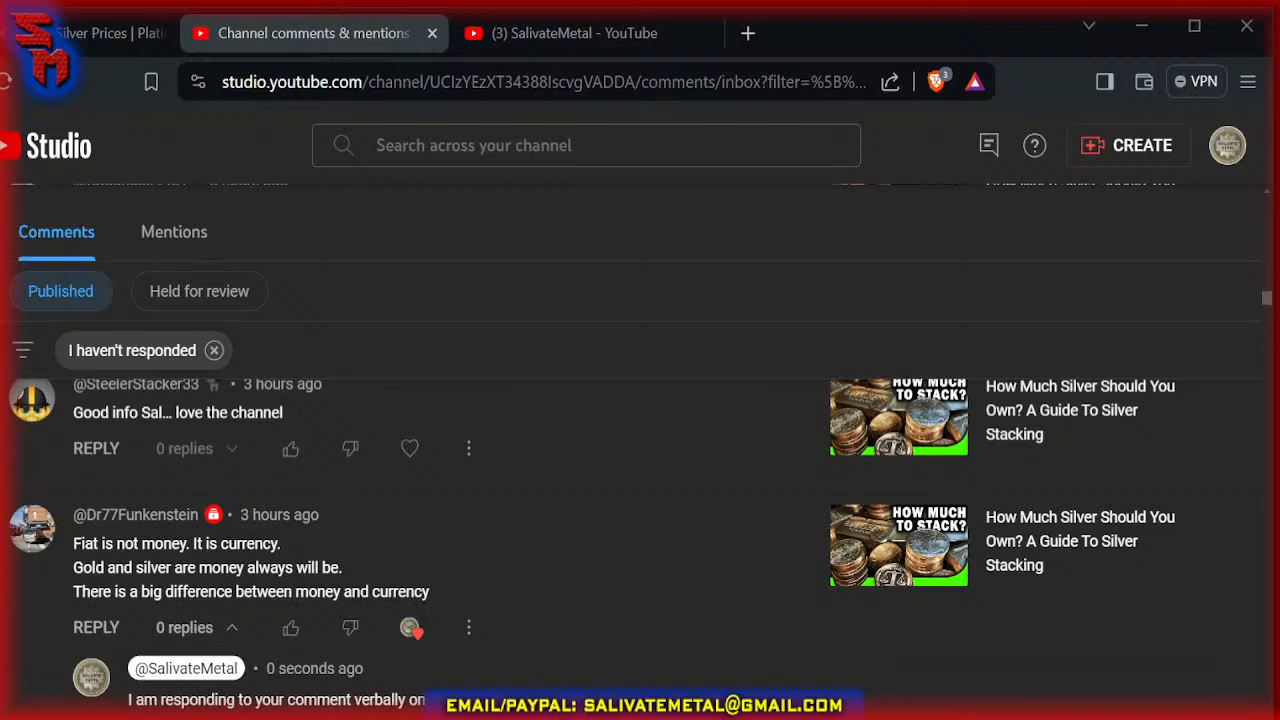 SM
Silver Prices | Plati
Channel comments & mentions
(3) SalivateMetal - YouTube
studio.youtube.com/channel/UCIzYEzXT34388IscvgVADDA/comments/inbox?filter=%5B%...
3
VPN
Studio
Search across your channel
CREATE
Comments
Mentions
Published
Held for review
I haven't responded
@SteelerStacker33 • 3 hours ago
Good info Sal... love the channel
REPLY
0 replies
HOW MUCH
TO STACK?
How Much Silver Should You
Own? A Guide To Silver
Stacking
@Dr77Funkenstein • 3 hours ago
Fiat is not money. It is currency.
Gold and silver are money always will be.
There is a big difference between money and currency
REPLY
0 replies
HOW MUCH
TO STACK?
How Much Silver Should You
Own? A Guide To Silver
Stacking
@SalivateMetal • 0 seconds ago
I am responding to your comment verbally on
EMAIL/PAYPAL: SALIVATEMETAL@GMAIL.COM